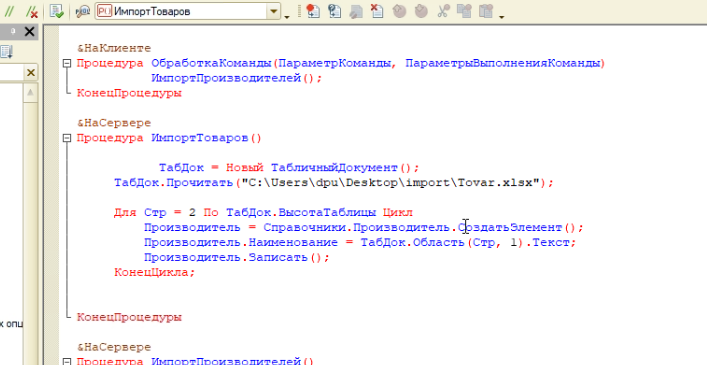 ИмпортТоваров
&НаКлиенте
Процедура ОбработкаКоманды(ПараметрКоманды, ПараметрыВыполненияКоманды)
ИмпортПроизводителей();
КонецПроцедуры
&НаСервере
Процедура ИмпортТоваров()
ТабДок = Новый ТабличныйДокумент();
ТабДок.Прочитать("C:\Users\dpu\Desktop\import\Tovar.xlsx");
Для Стр = 2 По ТабДок.ВысотаТаблицы Цикл
Производитель = Справочники.Производитель.СоздатьЭлемент();
Производитель.Наименование = ТабДок.Область(Стр, 1).Текст;
Производитель.Записать();
КонецЦикла;
КонецПроцедуры
х опц
&НаСервере
Процедура ИмпортПроизводителей()